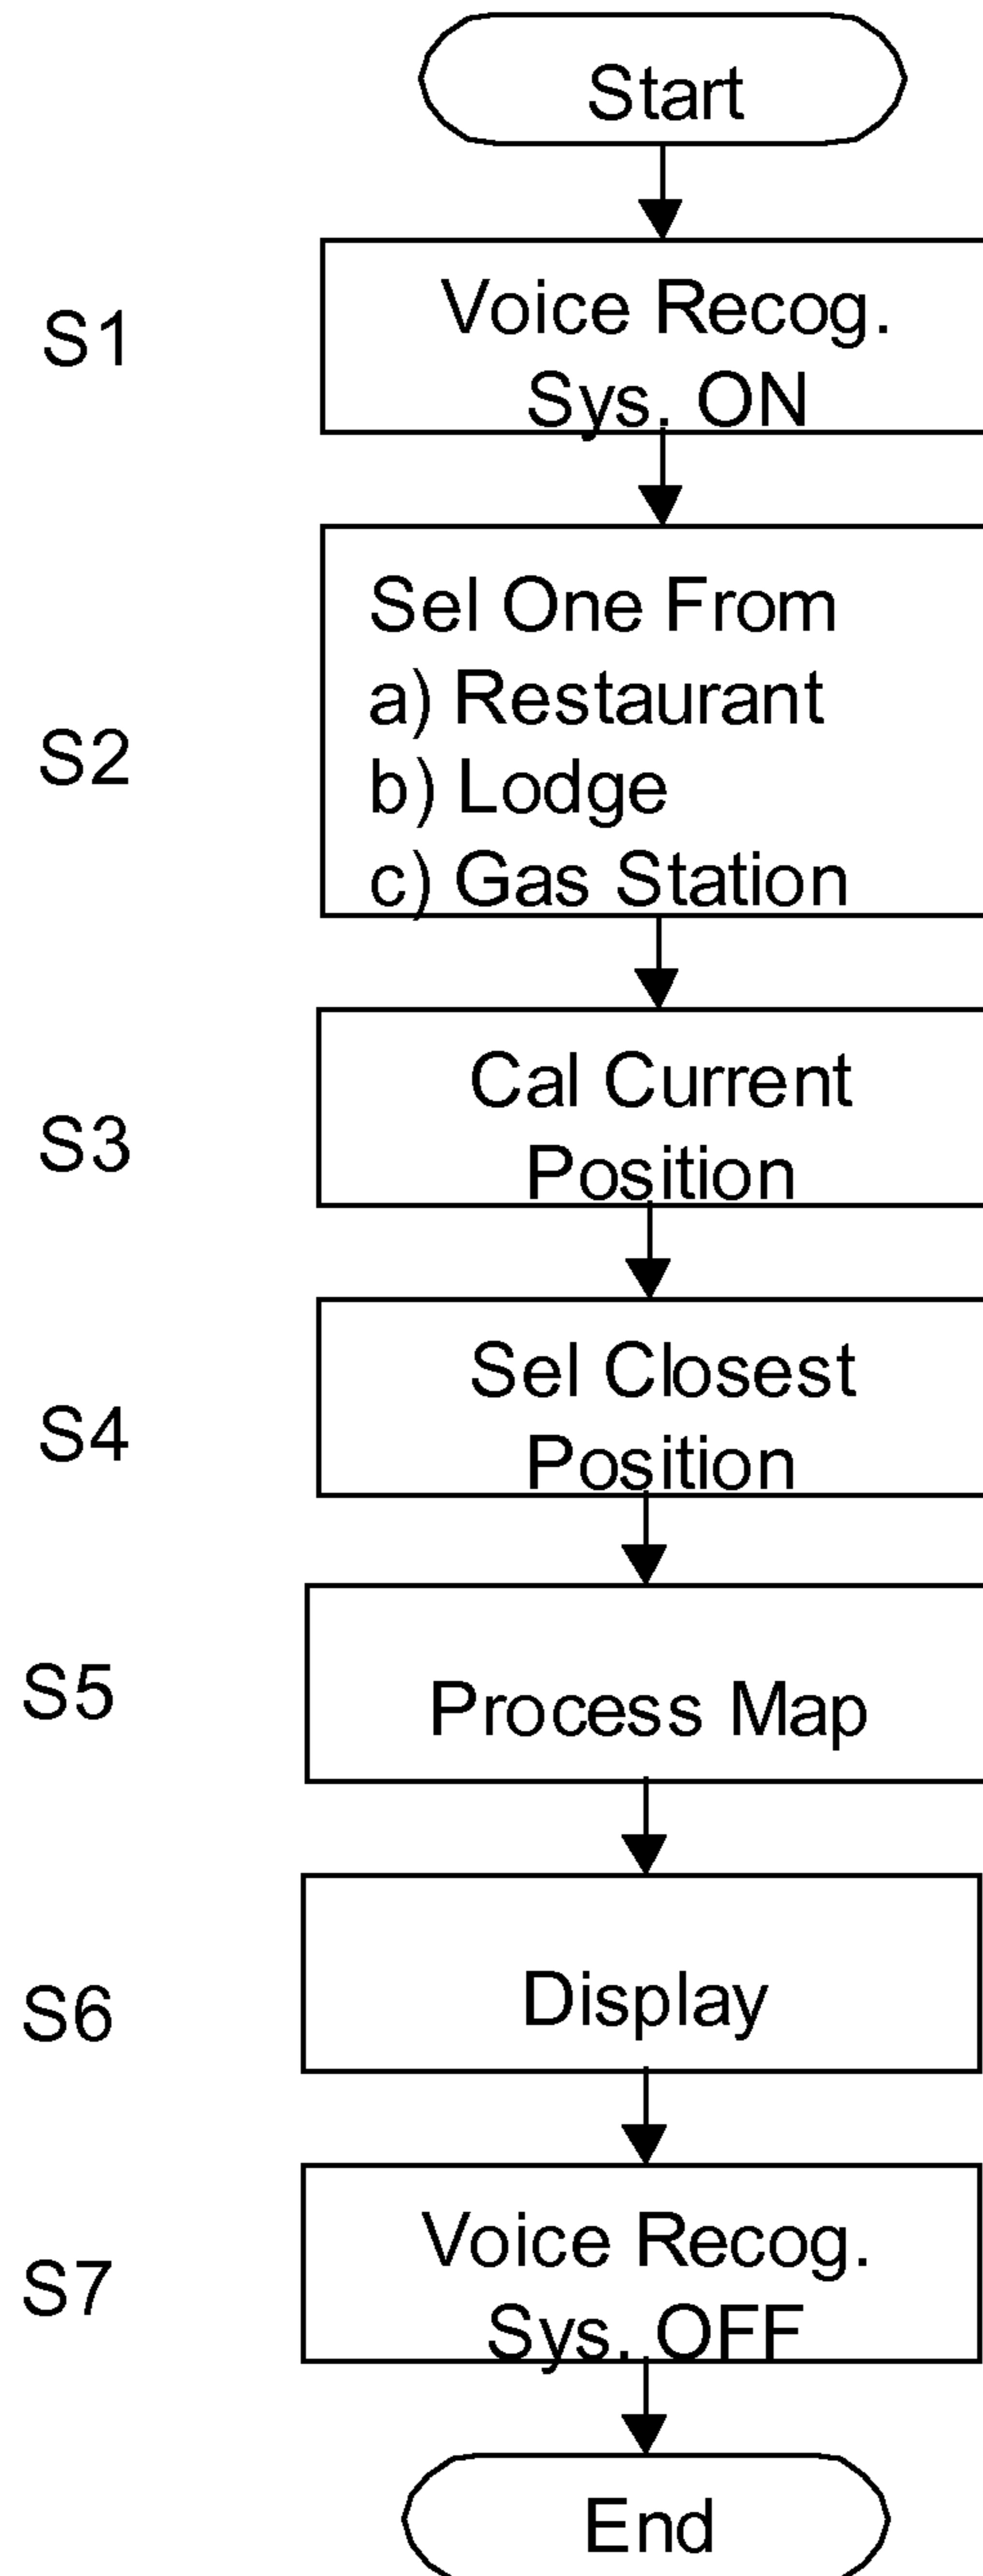 Start
S1
Voice Recog.
Sys. ON
S2
Sel One From
a) Restaurant
b) Lodge
c) Gas Station
S3
Cal Current
Position
S4
Sel Closest
Position
S5
Process Map
S6
Display
S7
Voice Recog.
Sys. OFF
End